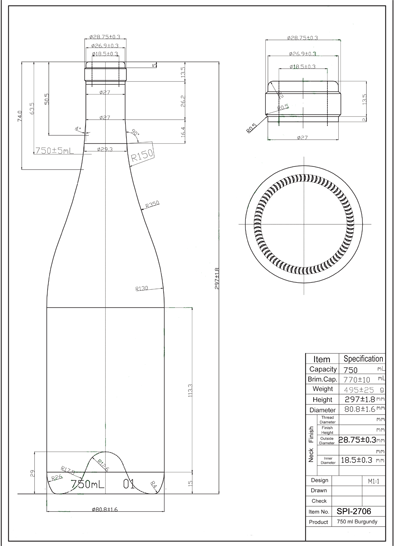 Ø28.75±0.3
Ø26.9±0.3
Ø18.5±0.3
13.5
Ø27
26.2
Ø27
16.4
50.5
63.5
74.2
750±5mL
Ø29.3
R150
R350
297±1.8
R130
113.3
29
15
R26
750mL 01
Ø80.8±1.6
Ø28.75±0.3
Ø26.9±0.3
Ø18.5±0.3
13.5
R0.5
R0.5
Ø27
Item Specification
Capacity 750 mL
Brim.Cap. 770±10 mL
Weight 495±25 g
Height 297±1.8 mm
Diameter 80.8±1.6 mm
Neck Finish
Thread Diameter mm
Finish Height mm
Outside Diameter 28.75±0.3 mm
Inner Diameter 18.5±0.3 mm
Design M1:1
Drawn
Check
Item No. SPI-2706
Product 750 ml Burgundy